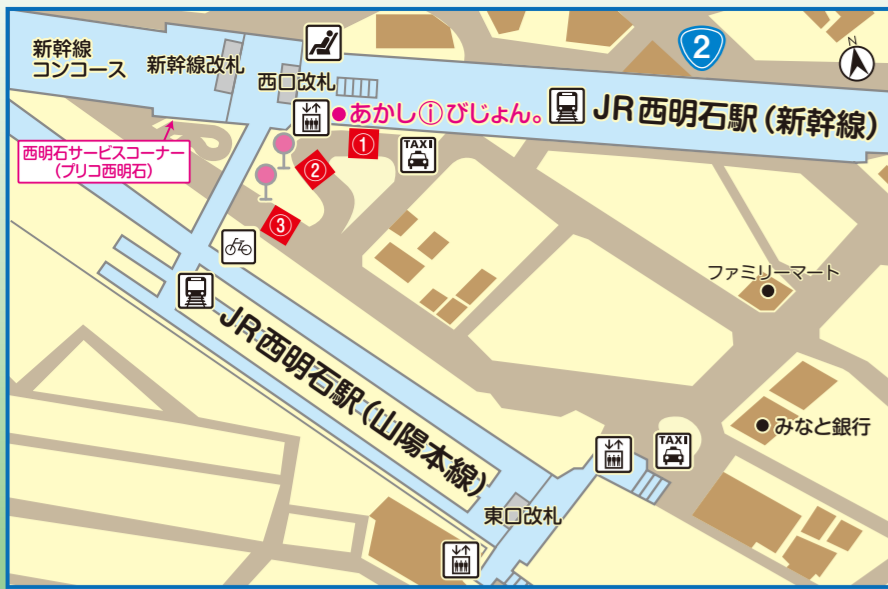 新幹線
コンコース
新幹線改札
西口改札
2
N
あかしⓘびじょん。
JR西明石駅(新幹線)
西明石サービスコーナー
(プリコ西明石)
①
TAXI
②
③
ファミリーマート
JR西明石駅(山陽本線)
みなと銀行
TAXI
東口改札